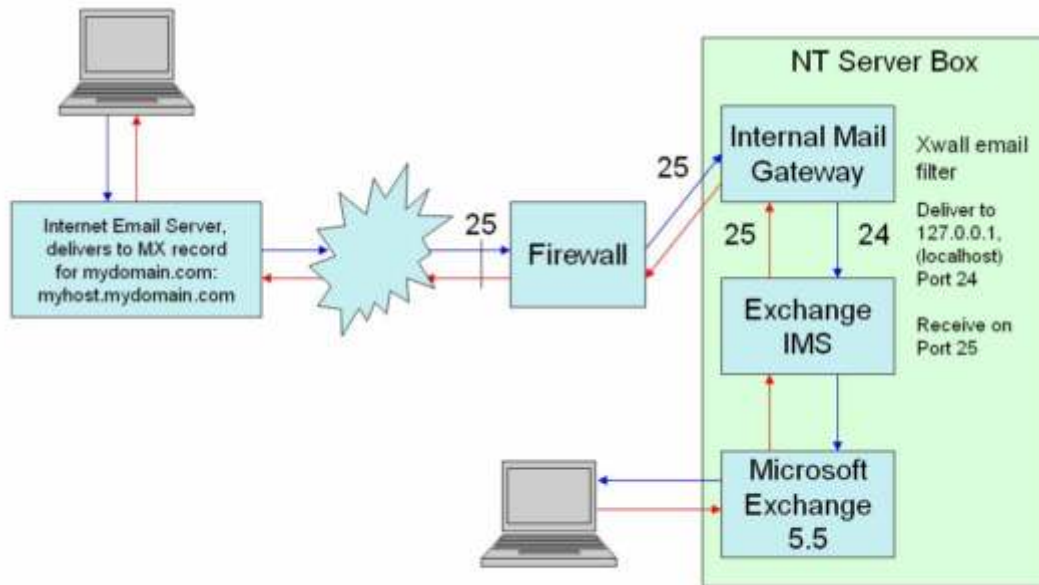 NT Server Box
Internal Mail
Gateway
Xwall email
filter
25
Internet Email Server,
delivers to MX record
for mydomain.com:
myhost.mydomain.com
25
Firewall
25
24
Deliver to
127.0.0.1,
(localhost)
Port 24
Exchange
IMS
Receive on
Port 25
Microsoft
Exchange
5.5